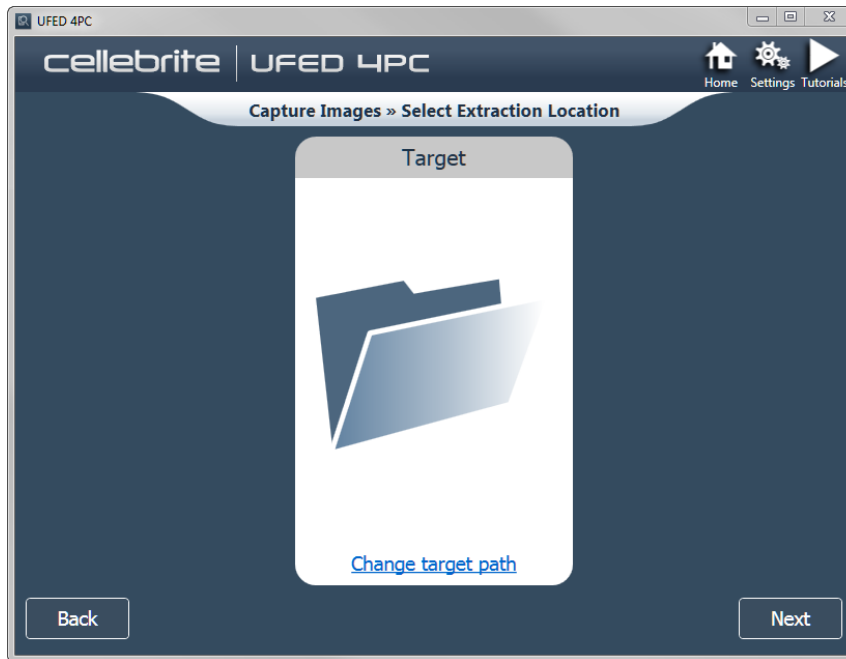 UFED 4PC
cellebrite UFED 4PC
Home Settings Tutorials
Capture Images » Select Extraction Location
Target
Change target path
Back Next